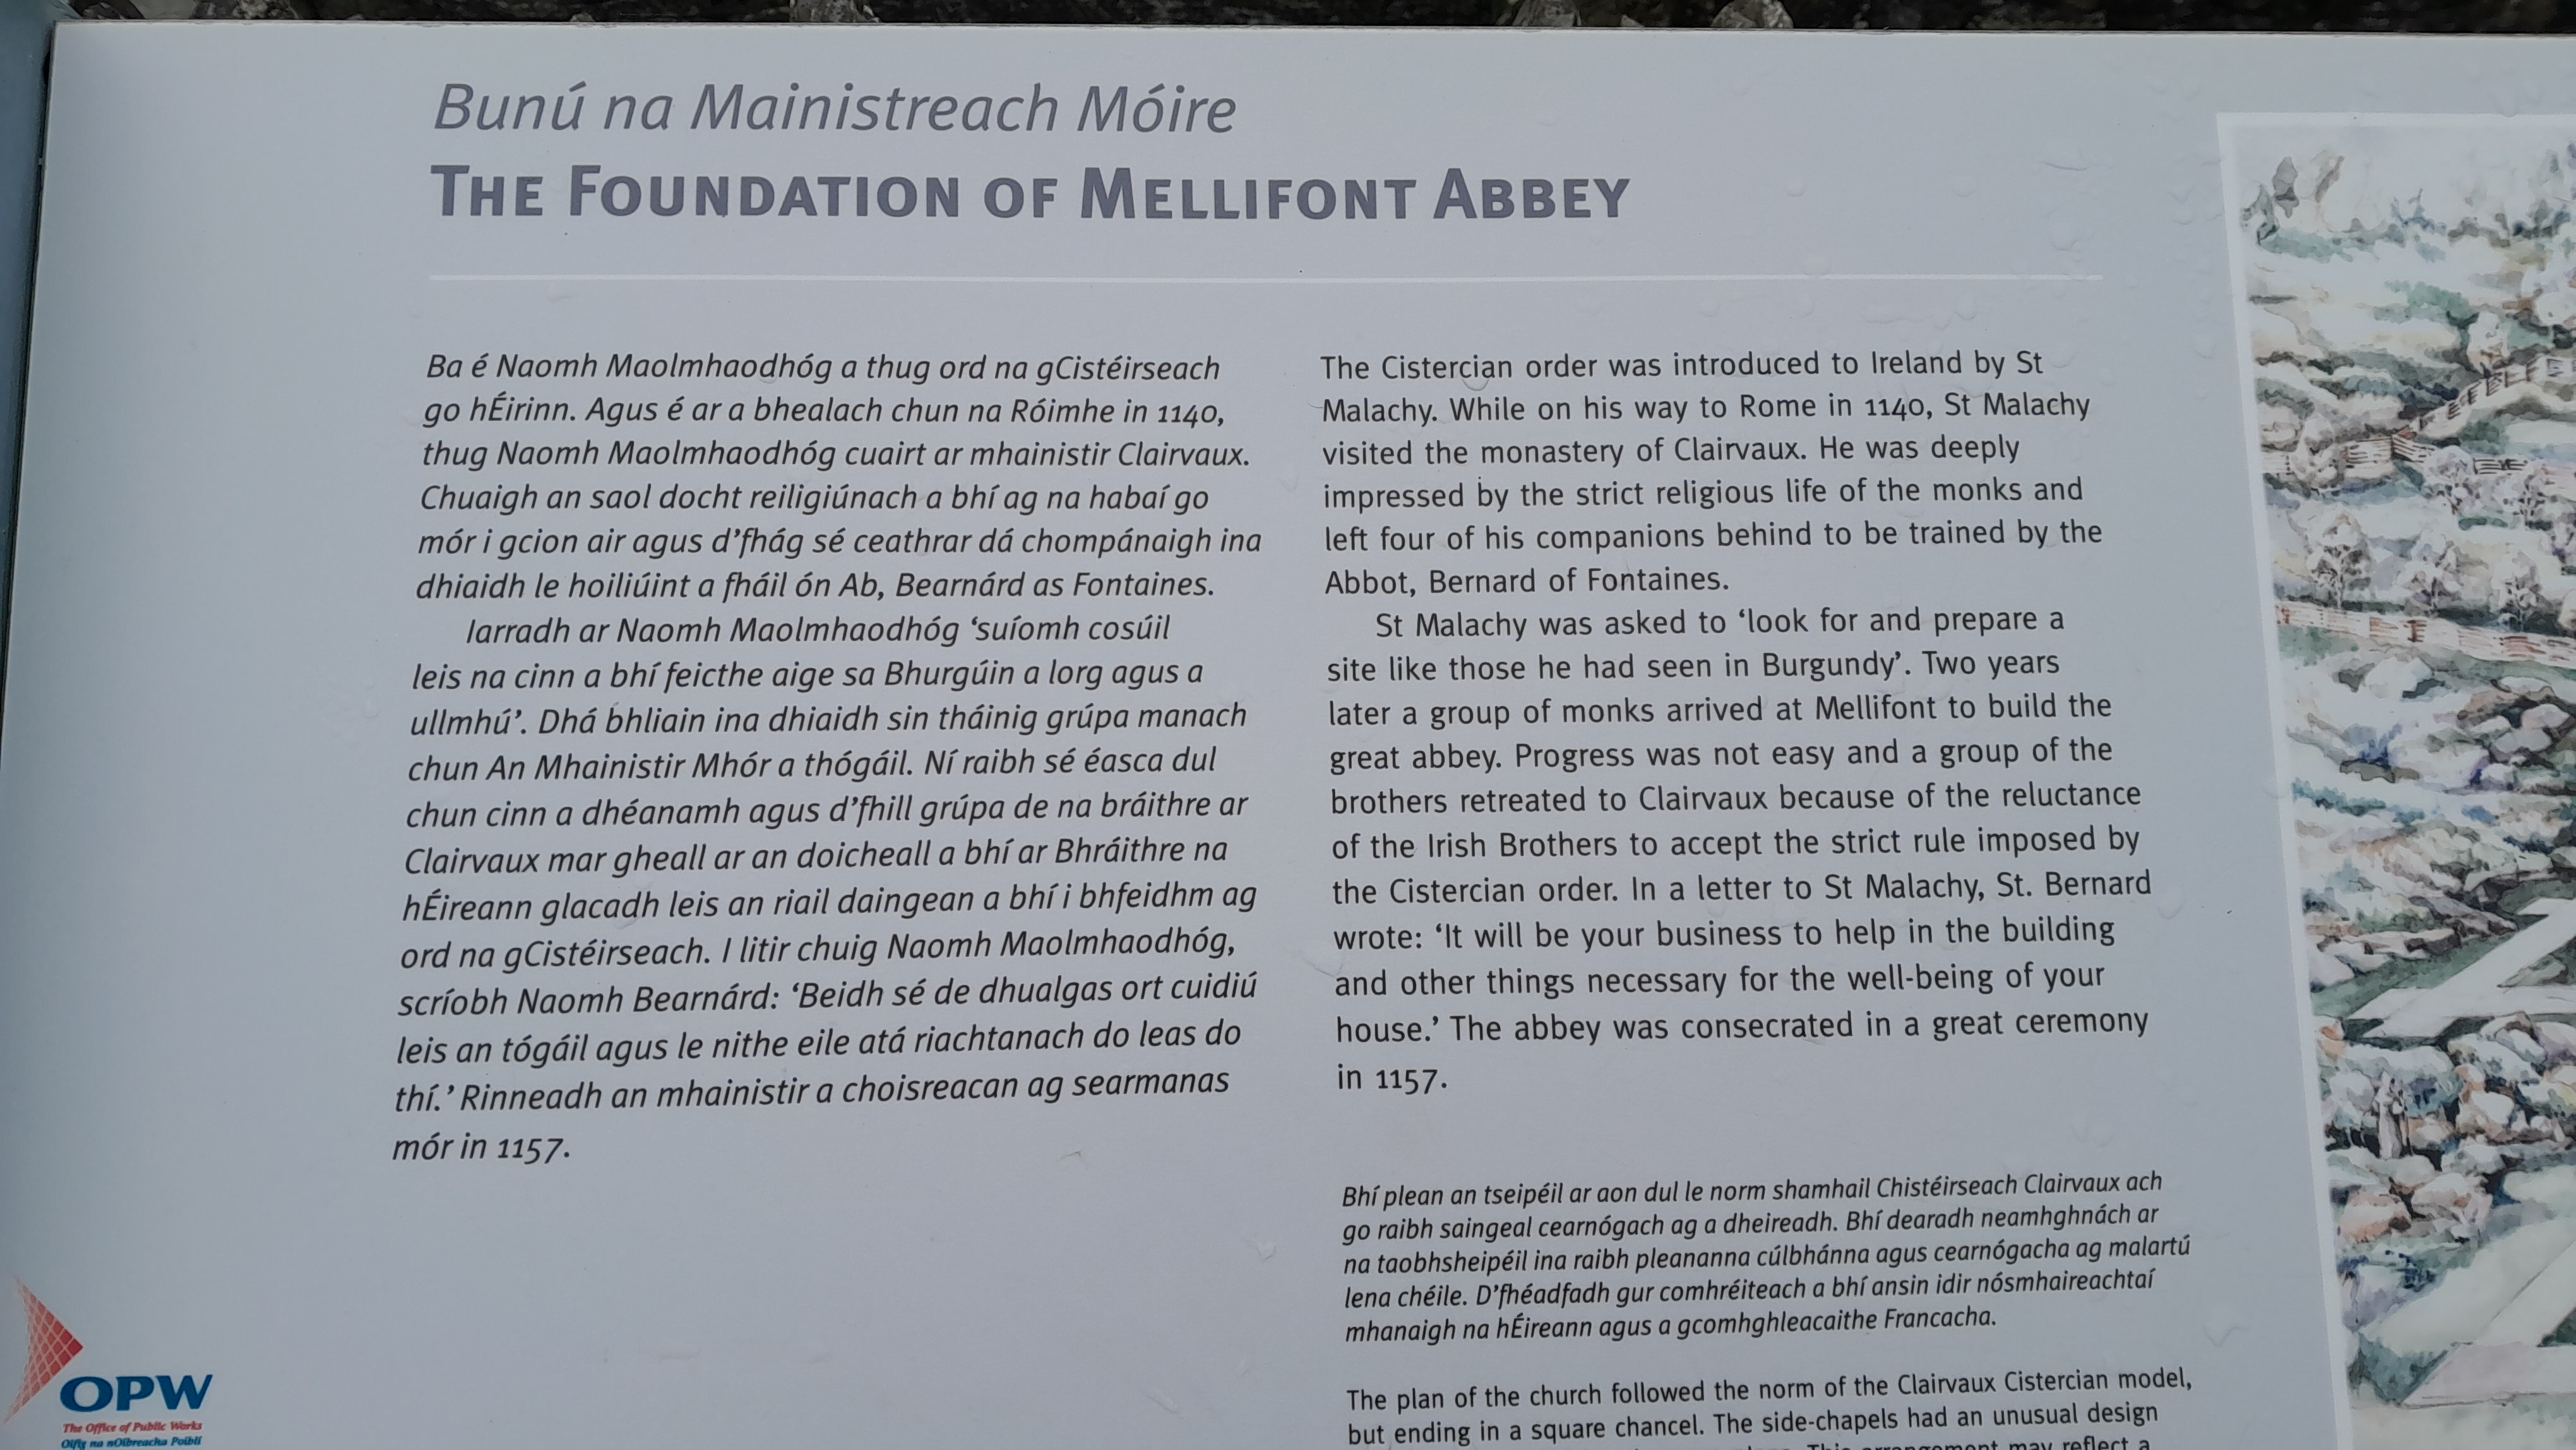 Bunú na Mainistreach Móire
THE FOUNDATION OF MELLIFONT ABBEY
Ba é Naomh Maolmhaodhóg a thug ord na gCistéirseach
go hÉirinn. Agus é ar a bhealach chun na Róimhe in 1140,
thug Naomh Maolmhaodhóg cuairt ar mhainistir Clairvaux.
Chuaigh an saol docht reiligiúnach a bhí ag na habaí go
mór i gcion air agus d'fhág sé ceathrar dá chompánaigh ina
dhiaidh le hoiliúint a fháil ón Ab, Bearnárd as Fontaines.
Iarradh ar Naomh Maolmhaodhóg ‘suíomh cosúil
leis na cinn a bhí feicthe aige sa Bhurgúin a lorg agus a
ullmhú’. Dhá bhliain ina dhiaidh sin tháinig grúpa manach
chun An Mhainistir Mhór a thógáil. Ní raibh sé éasca dul
chun cinn a dhéanamh agus d’fhill grúpa de na bráithre ar
Clairvaux mar gheall ar an doicheall a bhí ar Bhráithre na
hÉireann glacadh leis an riail daingean a bhí i bhfeidhm ag
ord na gCistéirseach. I litir chuig Naomh Maolmhaodhóg,
scríobh Naomh Bearnárd: ‘Beidh sé de dhualgas ort cuidiú
leis an tógáil agus le nithe eile atá riachtanach do leas do
thí.’ Rinneadh an mhainistir a choisreacan ag searmanas
mór in 1157.
The Cistercian order was introduced to Ireland by St
Malachy. While on his way to Rome in 1140, St Malachy
visited the monastery of Clairvaux. He was deeply
impressed by the strict religious life of the monks and
left four of his companions behind to be trained by the
Abbot, Bernard of Fontaines.
St Malachy was asked to ‘look for and prepare a
site like those he had seen in Burgundy’. Two years
later a group of monks arrived at Mellifont to build the
great abbey. Progress was not easy and a group of the
brothers retreated to Clairvaux because of the reluctance
of the Irish Brothers to accept the strict rule imposed by
the Cistercian order. In a letter to St Malachy, St. Bernard
wrote: ‘It will be your business to help in the building
and other things necessary for the well-being of your
house.’ The abbey was consecrated in a great ceremony
in 1157.
Bhí plean an tseipéil ar aon dul le norm shamhail Chistéirseach Clairvaux ach
go raibh saingeal cearnógach ag a dheireadh. Bhí dearadh neamhghnách ar
na taobhsheipéil ina raibh pleananna cúlbhánna agus cearnógacha ag malartú
lena chéile. D’fhéadfadh gur comhréiteach a bhí ansin idir nósmhaireachtaí
mhanaigh na hÉireann agus a gcomhghleacaithe Francacha.
The plan of the church followed the norm of the Clairvaux Cistercian model,
but ending in a square chancel. The side-chapels had an unusual design
may reflect a
OPW
The Office of Public Works
Oifig na nOibreacha Poiblí